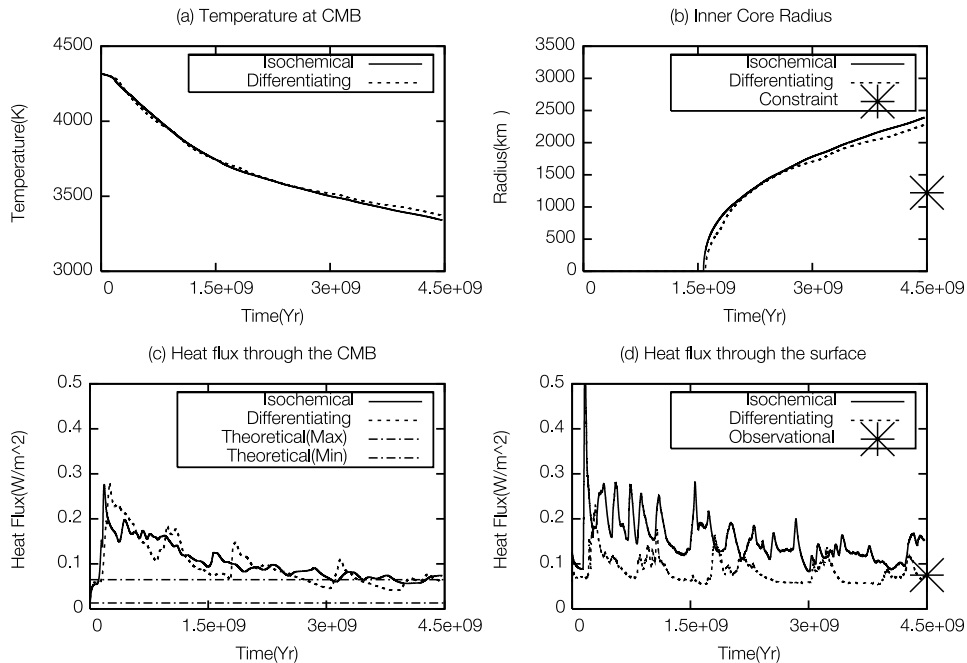 (a) Temperature at CMB
Temperature(K)
4500
4000
3500
3000
Isochemical
Differentiating
0 1.5e+09 3e+09 4.5e+09
Time(Yr)
(b) Inner Core Radius
Radius(km )
3500
3000
2500
2000
1500
1000
500
0
Isochemical
Differentiating
Constraint
0 1.5e+09 3e+09 4.5e+09
Time(Yr)
(c) Heat flux through the CMB
Heat Flux(W/m^2)
0.5
0.4
0.3
0.2
0.1
0
Isochemical
Differentiating
Theoretical(Max)
Theoretical(Min)
0 1.5e+09 3e+09 4.5e+09
Time(Yr)
(d) Heat flux through the surface
Heat Flux(W/m^2)
0.5
0.4
0.3
0.2
0.1
0
Isochemical
Differentiating
Observational
0 1.5e+09 3e+09 4.5e+09
Time(Yr)